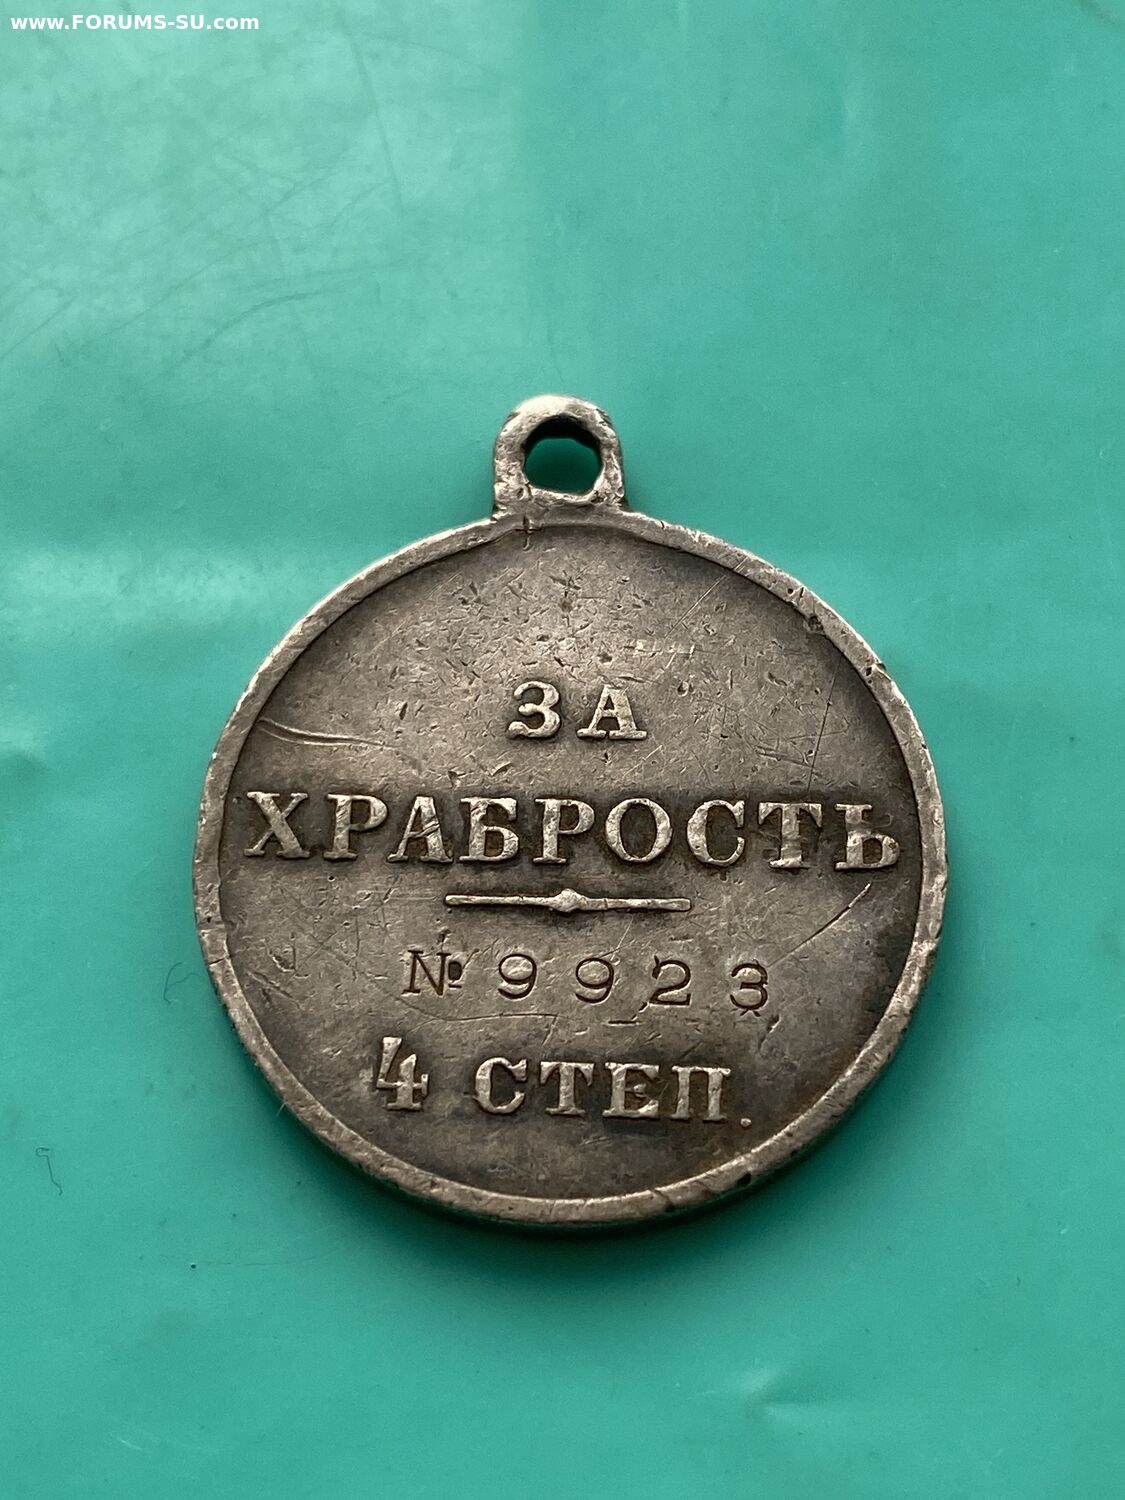 www.FORUMS-SU.com
ЗА
ХРАБРОСТЬ
№ 9923
4 СТЕП.